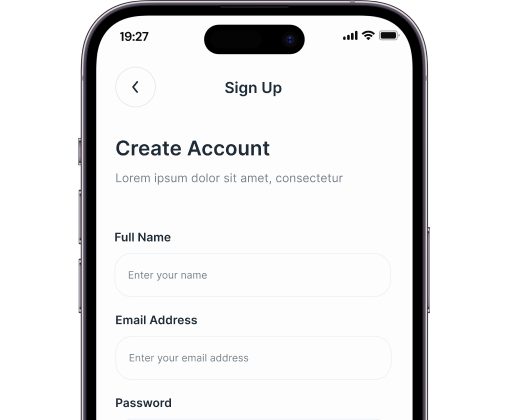 19:27
Sign Up
Create Account
Lorem ipsum dolor sit amet, consectetur
Full Name
Enter your name
Email Address
Enter your email address
Password